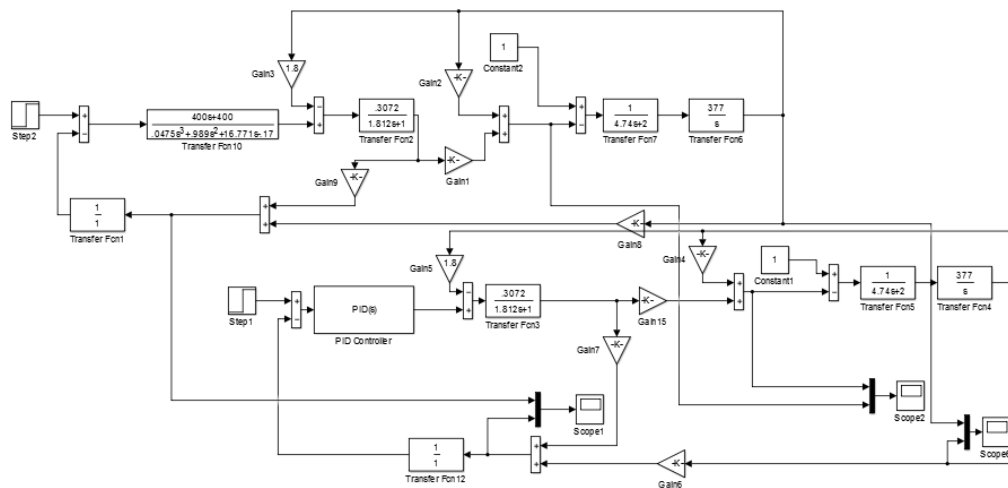 1.8
Gain3
-K-
Gain2
1
Constant2
Step2
400s+400
.0475s³+.989s²+16.771s-.17
Transfer Fcn10
.3072
1.812s+1
Transfer Fcn2
-K-
Gain1
1
4.74s+2
Transfer Fcn7
377
s
Transfer Fcn6
-K-
Gain9
1
1
Transfer Fcn1
-K-
Gain8
1.8
Gain5
-K-
Gain4
1
Constant1
Step1
PID(s)
PID Controller
.3072
1.812s+1
Transfer Fcn3
-K-
Gain15
1
4.74s+2
Transfer Fcn5
377
s
Transfer Fcn4
-K-
Gain7
Scope1
Scope2
1
1
Transfer Fcn12
-K-
Gain6